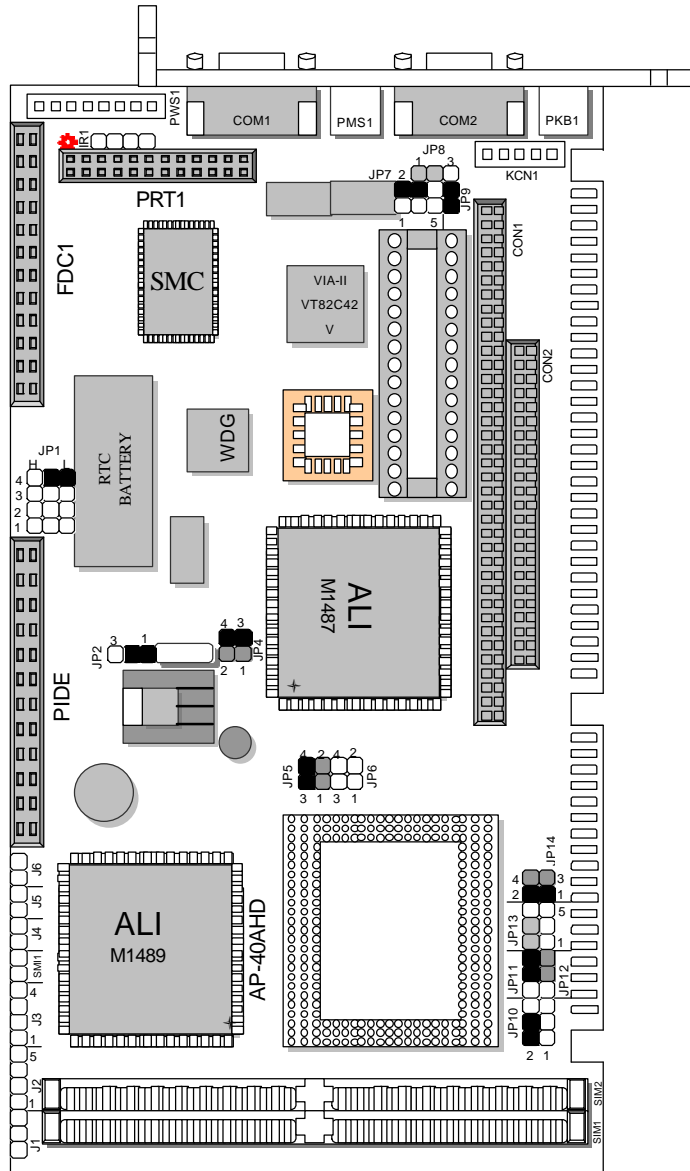 PWS1
COM1
PMS1
COM2
PKB1
IR1
PRT1
FDC1
SMC
JP8
1 3
JP7 2
JP9
1 5
KCN1
CON1
CON2
VIA-II
VT82C42
V
RTC
BATTERY
WDG
JP1
H
4
3
2
1
ALI
M1487
PIDE
JP2
3 1
4 3
JP4
2 1
4 2 4 2
JP5
JP6
3 1 3 1
ALI
M1489
AP-40AHD
JP14
4 3
2 1
5
JP13
1
JP11
JP12
JP10
2 1
J6
J5
J4
SMI1
4
J3
1
5
J2
1
J1
SIM2
SIM1